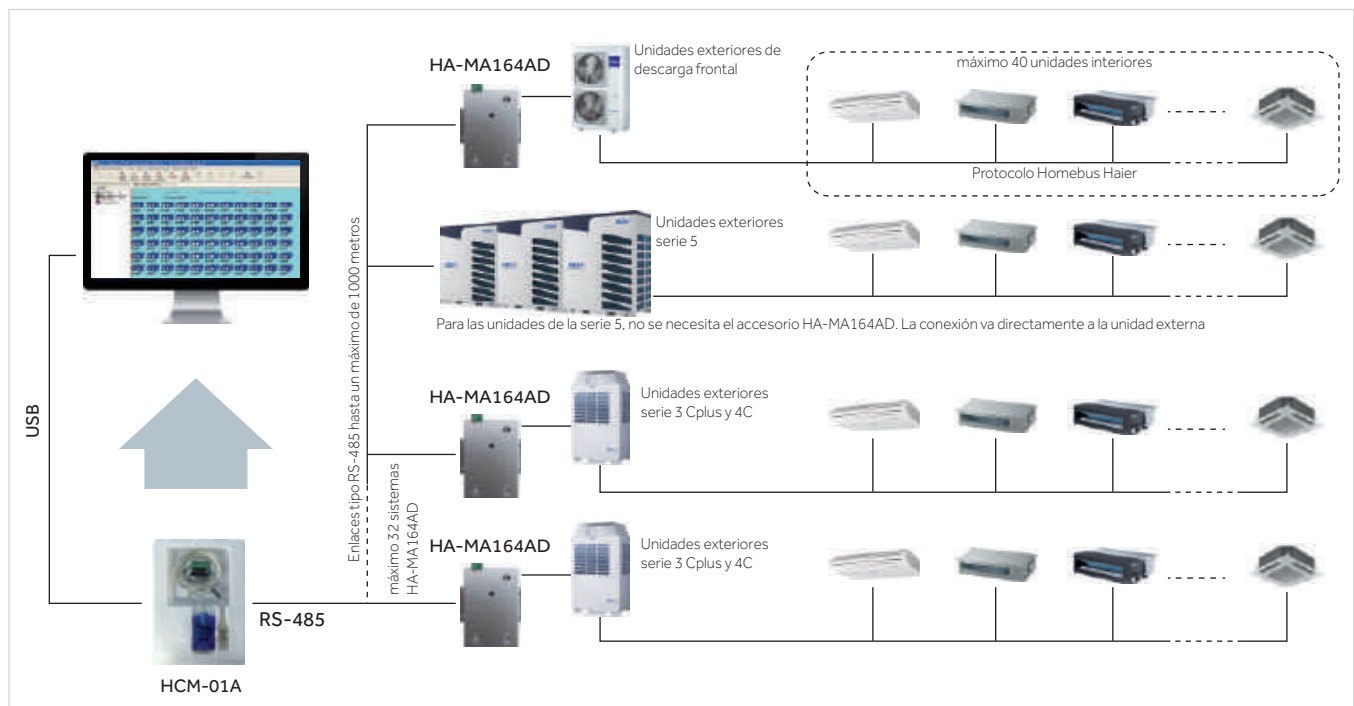 HA-MA164AD
Unidades exteriores de
descarga frontal
máximo 40 unidades interiores
Protocolo Homebus Haier
Unidades exteriores
serie 5
Para las unidades de la serie 5, no se necesita el accesorio HA-MA164AD. La conexión va directamente a la unidad externa
HA-MA164AD
Unidades exteriores
serie 3 Cplus y 4C
HA-MA164AD
Unidades exteriores
serie 3 Cplus y 4C
USB
Enlaces tipo RS-485 hasta un máximo de 1000 metros
máximo 32 sistemas
HA-MA164AD
RS-485
HCM-01A